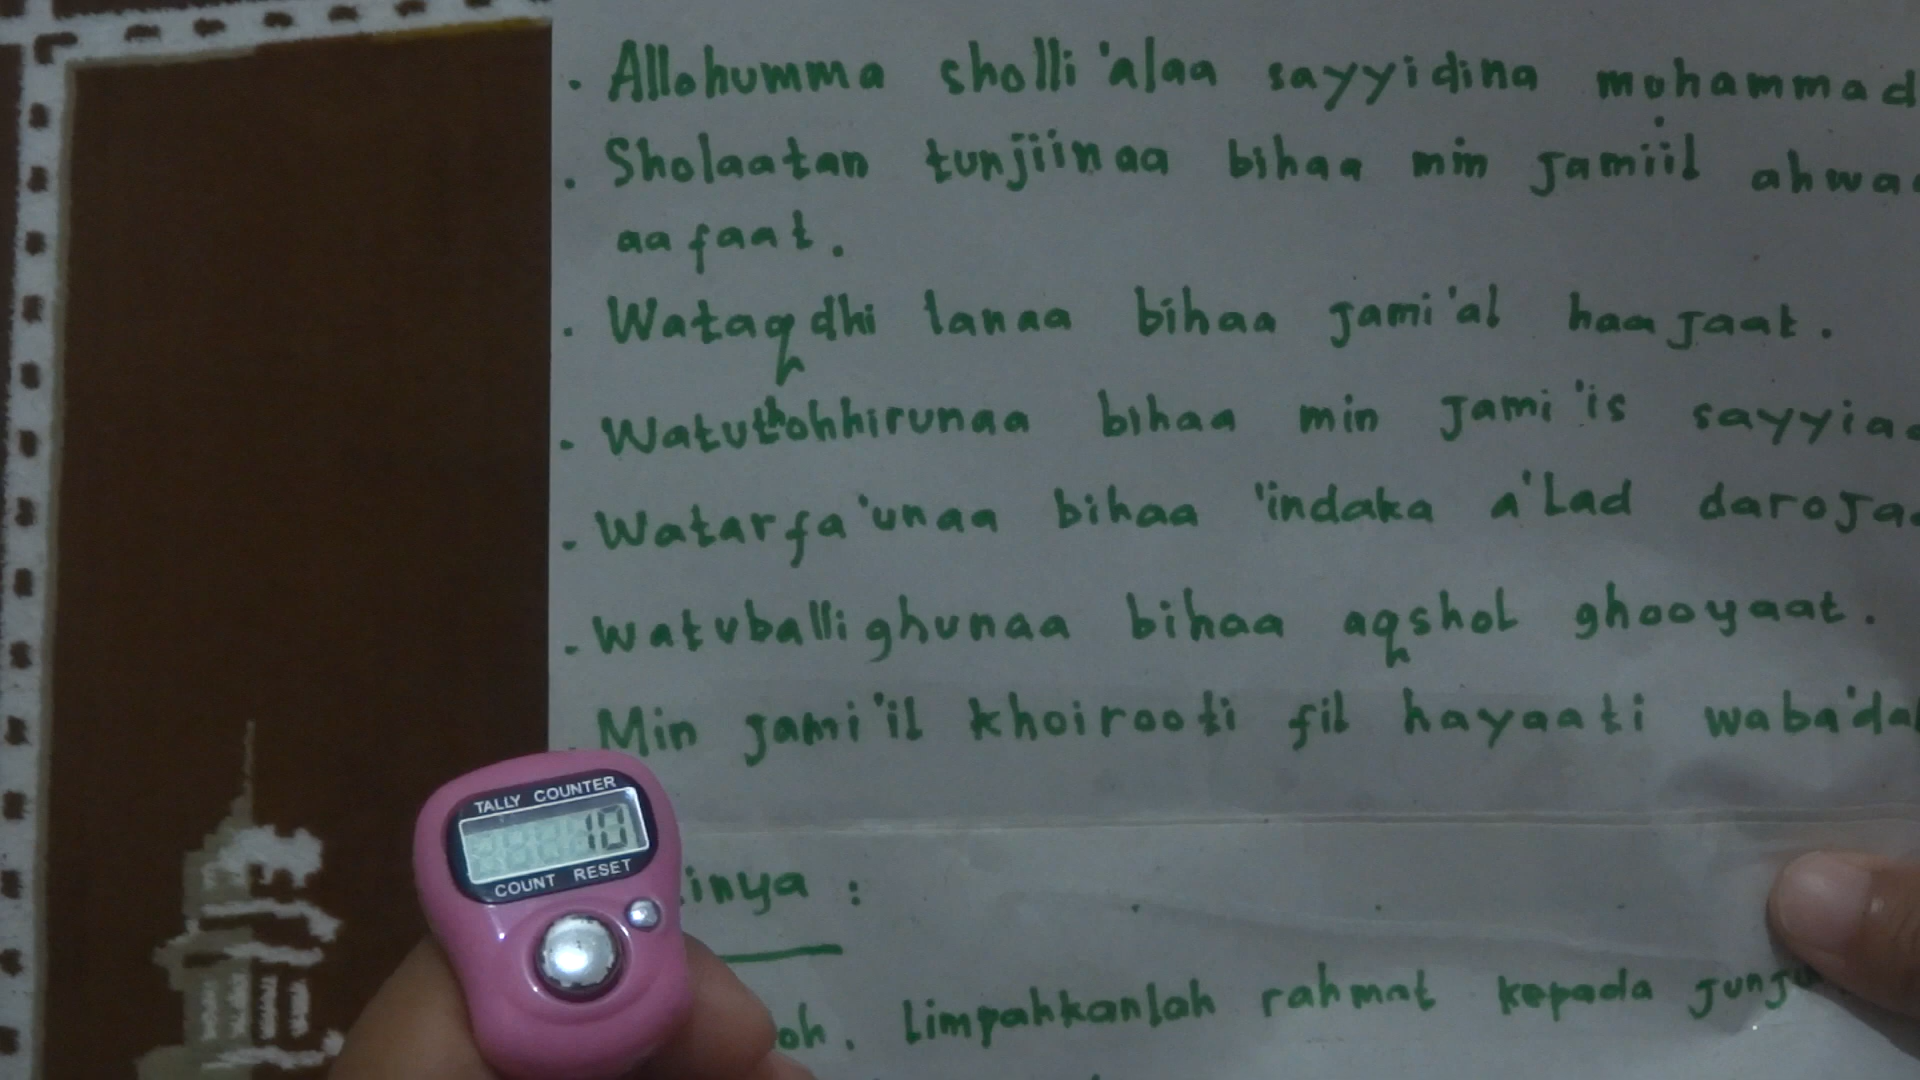 . Allohumma sholli 'alaa sayyidina muhammad
. Sholaatan tunjiinaa bihaa min jamiil
aafaat.
. Wataqdhi lanaa bihaa jami'al haajaat.
. Watuthohhirunaa bihaa min jami'is
. Watarfa'unaa bihaa 'indaka a'lad
. Watuballighunaa bihaa aqshol ghooyaat.
. Min jami'il khoirooti fil hayaati
TALLY COUNTER
10
COUNT RESET
inya :
oh, limpahkanlah rahmat kepada